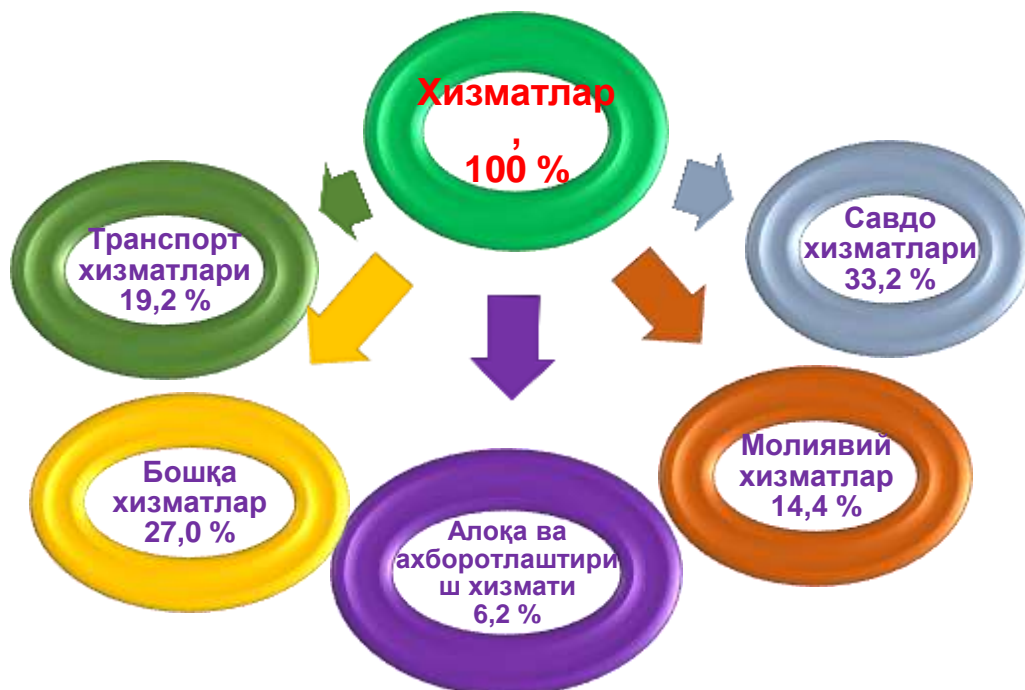 Хизматлар
,
100 %
Транспорт
хизматлари
19,2 %
Савдо
хизматлари
33,2 %
Бошқа
хизматлар
27,0 %
Алоқа ва
ахборотлаштири
ш хизмати
6,2 %
Молиявий
хизматлар
14,4 %